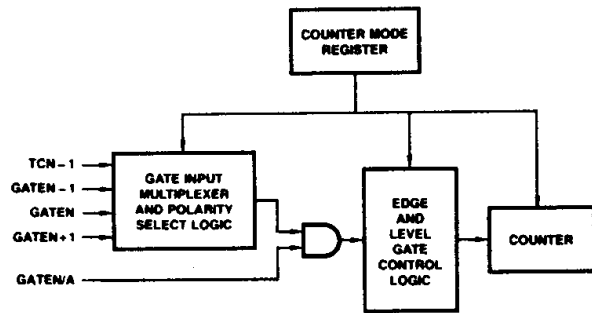 COUNTER MODE
REGISTER
TCN-1
GATEN-1
GATEN
GATEN+1
GATEN/A
GATE INPUT
MULTIPLEXER
AND POLARITY
SELECT LOGIC
EDGE
AND
LEVEL
GATE
CONTROL
LOGIC
COUNTER